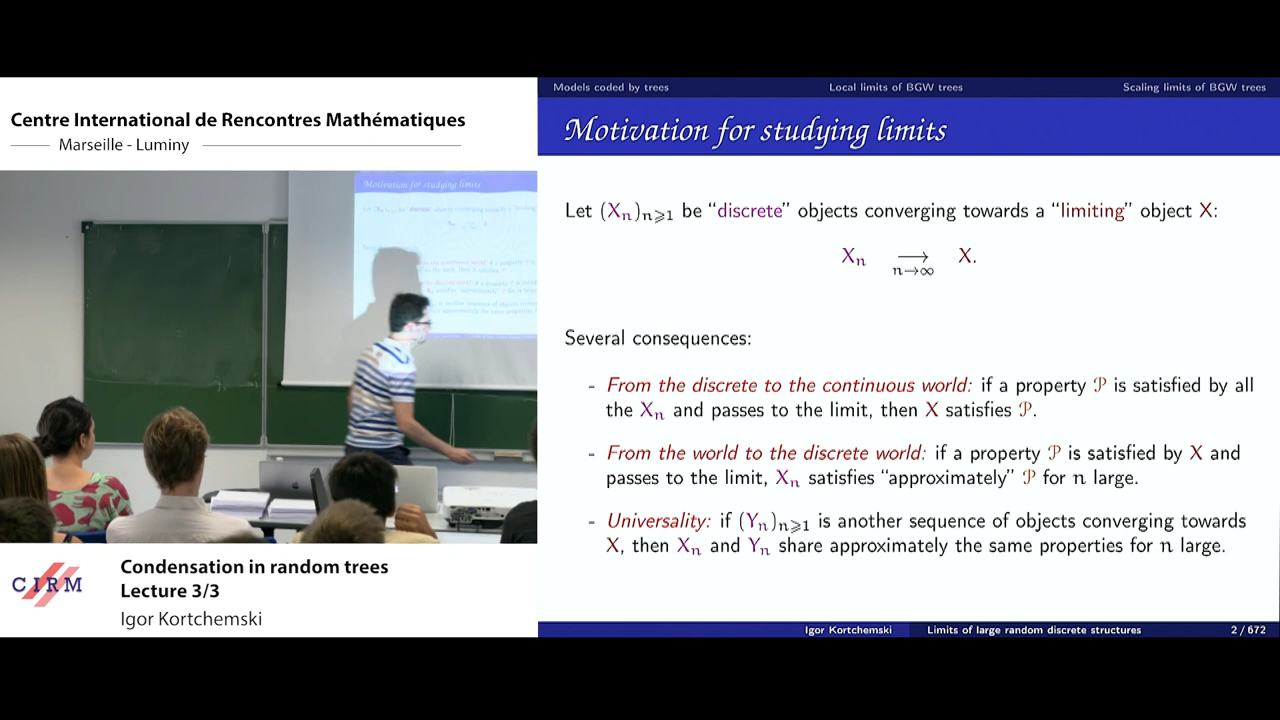 Centre International de Rencontres Mathématiques
Marseille - Luminy
Motivation for studying limits
Condensation in random trees
Lecture 3/3
Igor Kortchemski
CIRM
Models coded by trees Local limits of BGW trees Scaling limits of BGW trees
Motivation for studying limits
Let (Xn)n⩾1 be “discrete” objects converging towards a “limiting” object X:
Xn ⟶ X.
n→∞
Several consequences:
- From the discrete to the continuous world: if a property 𝒫 is satisfied by all
the Xn and passes to the limit, then X satisfies 𝒫.
- From the world to the discrete world: if a property 𝒫 is satisfied by X and
passes to the limit, Xn satisfies “approximately” 𝒫 for n large.
- Universality: if (Yn)n⩾1 is another sequence of objects converging towards
X, then Xn and Yn share approximately the same properties for n large.
Igor Kortchemski Limits of large random discrete structures 2 / 672